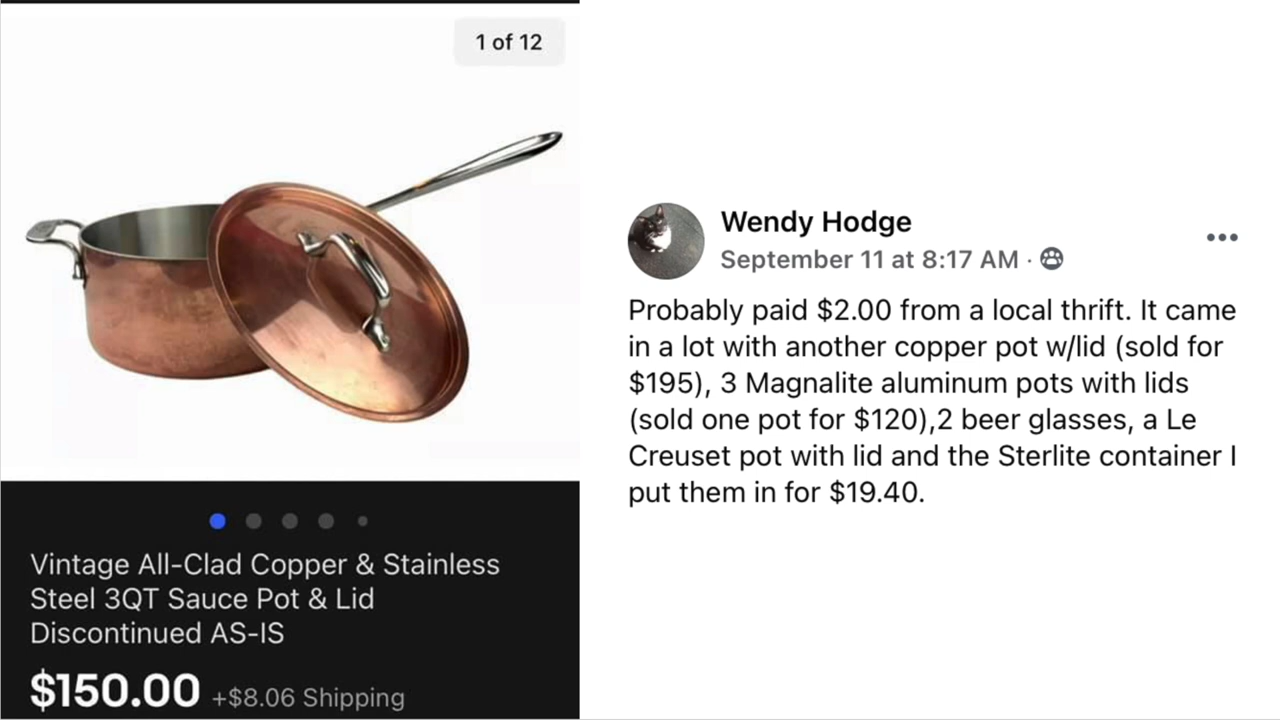 1 of 12
Vintage All-Clad Copper & Stainless
Steel 3QT Sauce Pot & Lid
Discontinued AS-IS
$150.00 +$8.06 Shipping
Wendy Hodge
September 11 at 8:17 AM ·
Probably paid $2.00 from a local thrift. It came
in a lot with another copper pot w/lid (sold for
$195), 3 Magnalite aluminum pots with lids
(sold one pot for $120),2 beer glasses, a Le
Creuset pot with lid and the Sterlite container I
put them in for $19.40.